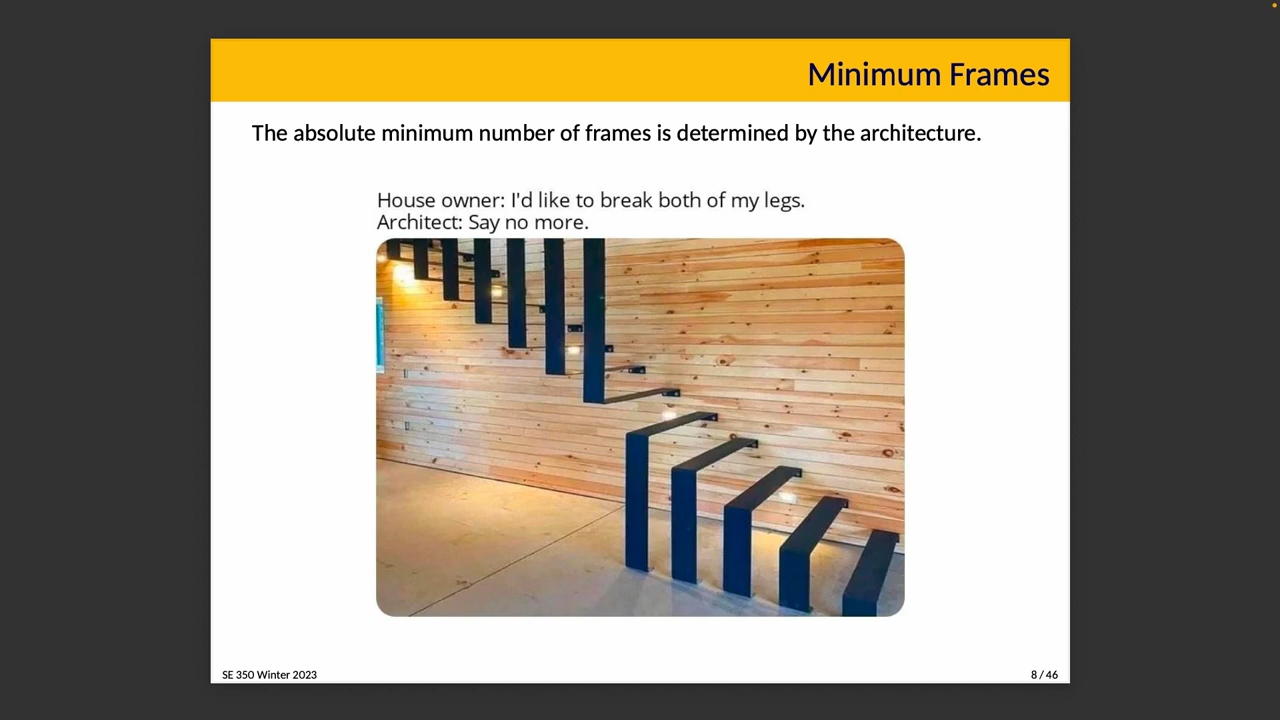 Minimum Frames
The absolute minimum number of frames is determined by the architecture.
House owner: I'd like to break both of my legs.
Architect: Say no more.
SE 350 Winter 2023
8 / 46